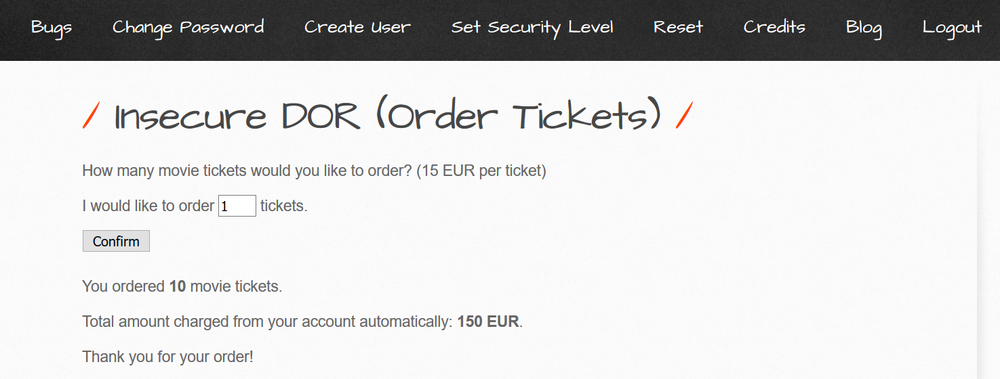 Bugs Change Password Create User Set Security Level Reset Credits Blog Logout
/ Insecure DOR (Order Tickets) /
How many movie tickets would you like to order? (15 EUR per ticket)
I would like to order 1 tickets.
Confirm
You ordered 10 movie tickets.
Total amount charged from your account automatically: 150 EUR.
Thank you for your order!